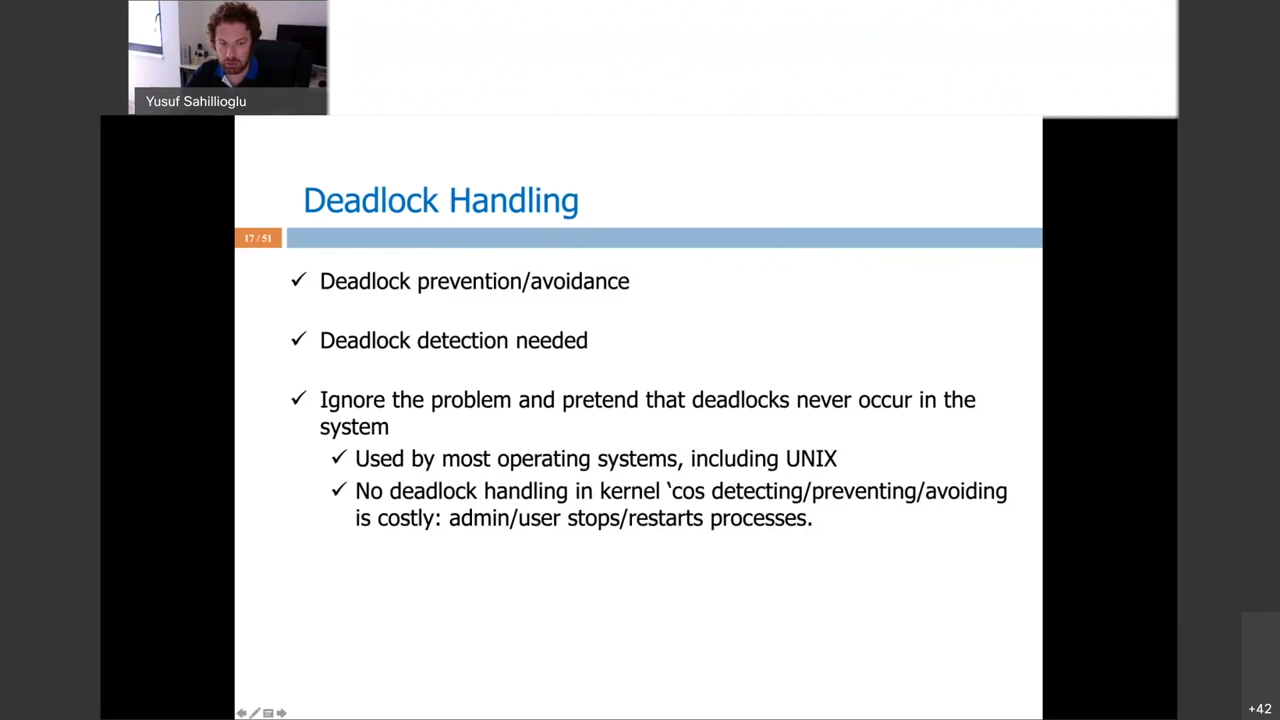 Yusuf Sahillioglu
Deadlock Handling
17 / 51
✓ Deadlock prevention/avoidance
✓ Deadlock detection needed
✓ Ignore the problem and pretend that deadlocks never occur in the
system
✓ Used by most operating systems, including UNIX
✓ No deadlock handling in kernel ‘cos detecting/preventing/avoiding
is costly: admin/user stops/restarts processes.
+42